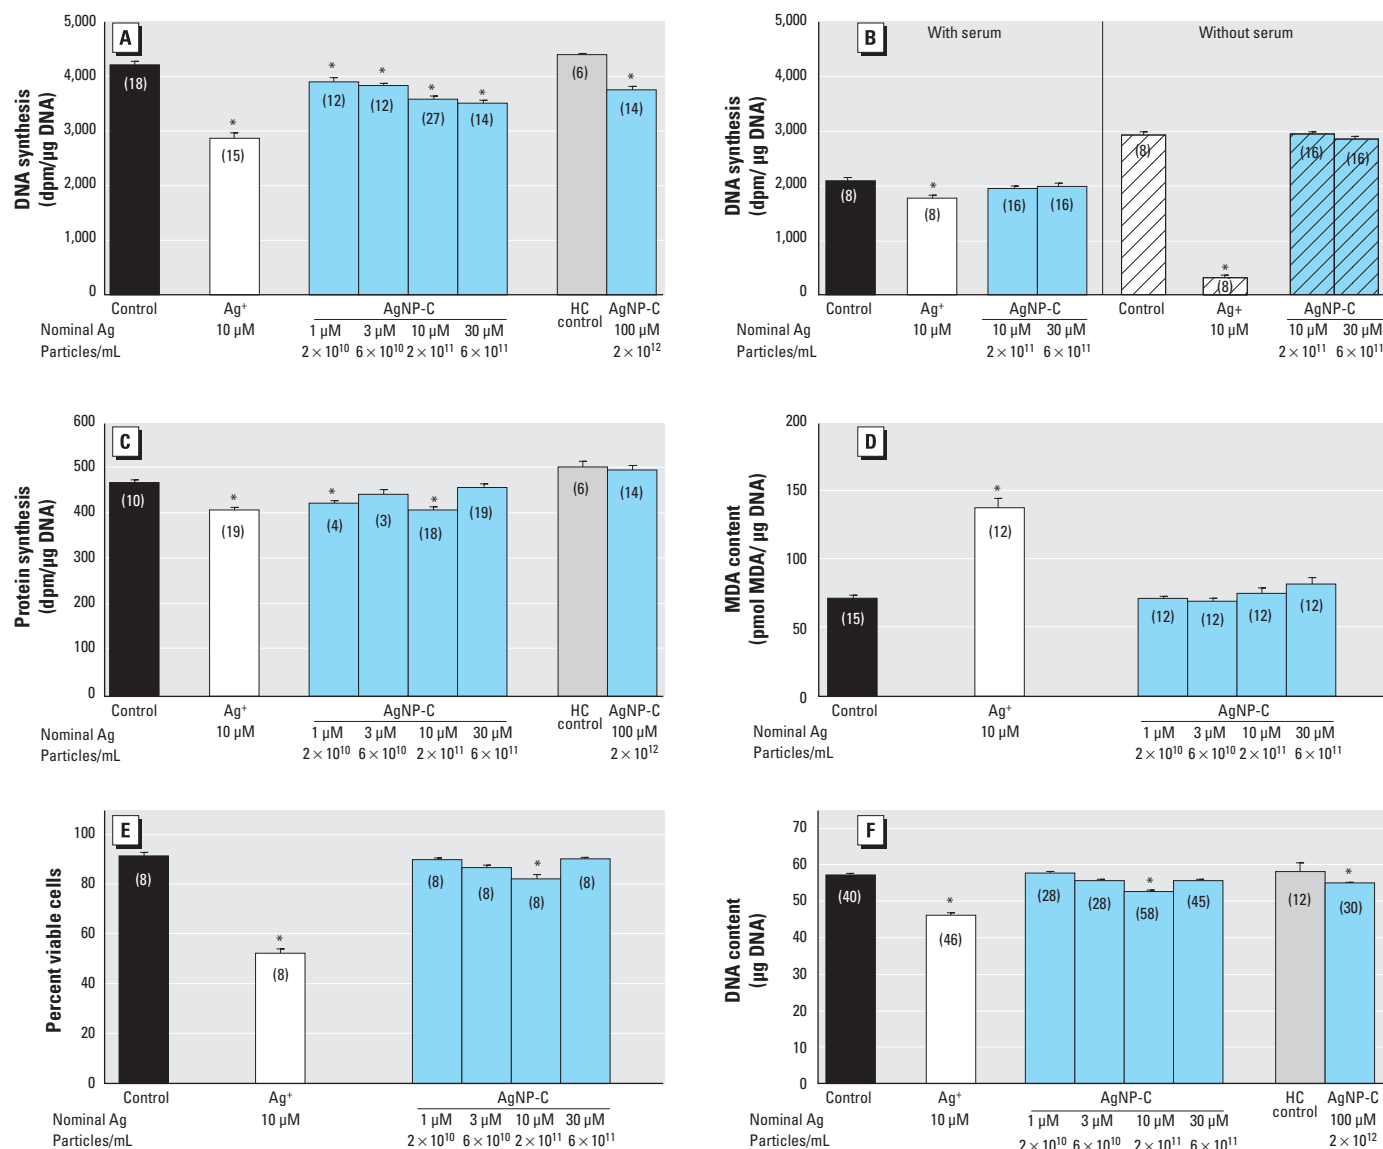 A
DNA synthesis
(dpm/µg DNA)
5,000
4,000
3,000
2,000
1,000
0
(18)
*
(15)
*
(12)
*
(12)
*
(27)
*
(14)
(6)
*
(14)
Control
Ag⁺
AgNP-C
HC
control
AgNP-C
Nominal Ag
10 µM
1 µM
3 µM
10 µM
30 µM
100 µM
Particles/mL
2 × 10¹⁰
6 × 10¹⁰
2 × 10¹¹
6 × 10¹¹
2 × 10¹²
B
With serum
Without serum
DNA synthesis
(dpm/ µg DNA)
5,000
4,000
3,000
2,000
1,000
0
(8)
*
(8)
(16)
(16)
(8)
*
(8)
(16)
(16)
Control
Ag⁺
AgNP-C
Control
Ag+
AgNP-C
Nominal Ag
10 µM
10 µM
30 µM
10 µM
10 µM
30 µM
Particles/mL
2 × 10¹¹
6 × 10¹¹
2 × 10¹¹
6 × 10¹¹
C
Protein synthesis
(dpm/µg DNA)
600
500
400
300
200
100
0
(10)
*
(19)
*
(4)
(3)
*
(18)
(19)
(6)
(14)
Control
Ag⁺
AgNP-C
HC
control
AgNP-C
Nominal Ag
10 µM
1 µM
3 µM
10 µM
30 µM
100 µM
Particles/mL
2 × 10¹⁰
6 × 10¹⁰
2 × 10¹¹
6 × 10¹¹
2 × 10¹²
D
MDA content
(pmol MDA/ µg DNA)
200
150
100
50
0
(15)
*
(12)
(12)
(12)
(12)
(12)
Control
Ag⁺
AgNP-C
Nominal Ag
10 µM
1 µM
3 µM
10 µM
30 µM
Particles/mL
2 × 10¹⁰
6 × 10¹⁰
2 × 10¹¹
6 × 10¹¹
E
Percent viable cells
100
80
60
40
20
0
(8)
*
(8)
(8)
(8)
*
(8)
(8)
Control
Ag⁺
AgNP-C
Nominal Ag
10 µM
1 µM
3 µM
10 µM
30 µM
Particles/mL
2 × 10¹⁰
6 × 10¹⁰
2 × 10¹¹
6 × 10¹¹
F
DNA content
(µg DNA)
70
60
50
40
30
20
10
0
(40)
*
(46)
(28)
(28)
*
(58)
(45)
(12)
*
(30)
Control
Ag⁺
AgNP-C
HC
control
AgNP-C
Nominal Ag
10 µM
1 µM
3 µM
10 µM
30 µM
100 µM
Particles/mL
2 × 10¹⁰
6 × 10¹⁰
2 × 10¹¹
6 × 10¹¹
2 × 10¹²